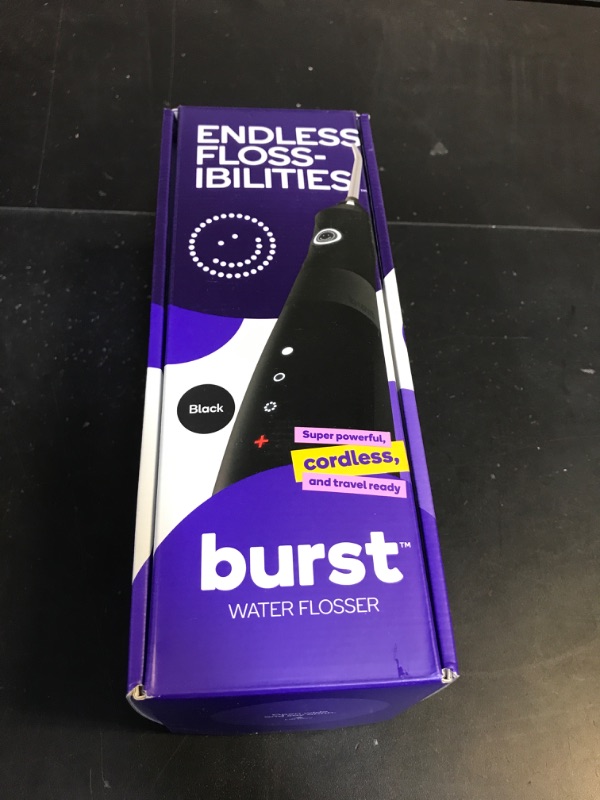 ENDLESS
FLOSS-
IBILITIES
Black
Super powerful,
cordless,
and travel ready
burst™
WATER FLOSSER